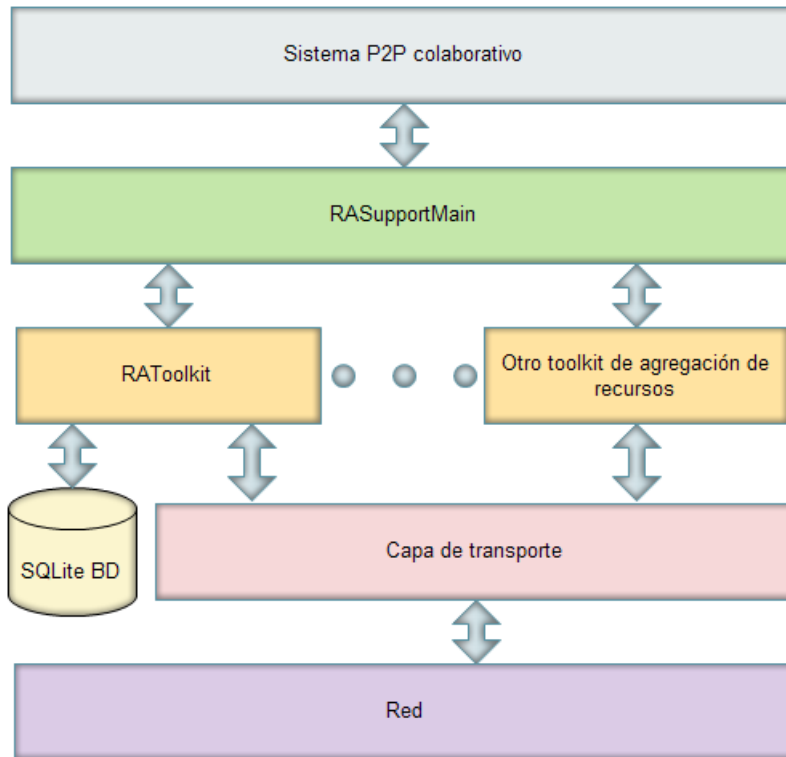 Sistema P2P colaborativo
RASupportMain
RAToolkit
Otro toolkit de agregación de
recursos
SQLite BD
Capa de transporte
Red